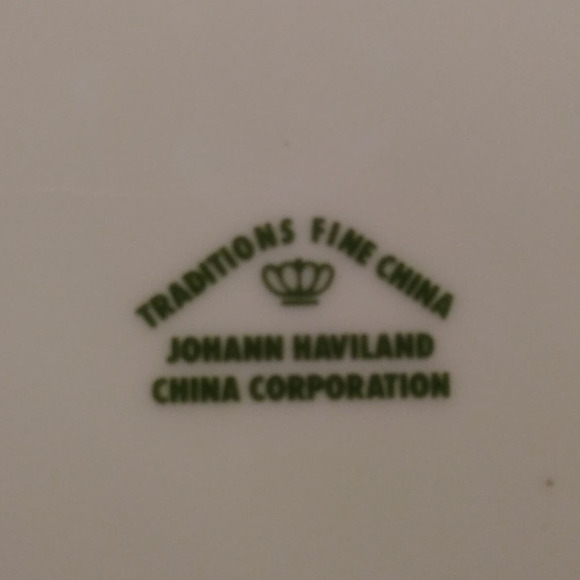 TRADITIONS FINE CHINA
JOHANN HAVILAND
CHINA CORPORATION